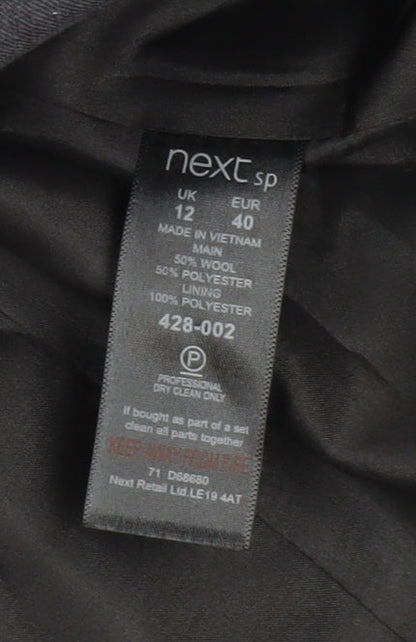 next sp
UK EUR
12 40
MADE IN VIETNAM
MAIN
50% WOOL
50% POLYESTER
LINING
100% POLYESTER
428-002
P
PROFESSIONAL
DRY CLEAN ONLY
If bought as part of a set
clean all parts together
KEEP AWAY FROM FIRE
71 D68680
Next Retail Ltd.LE19 4AT